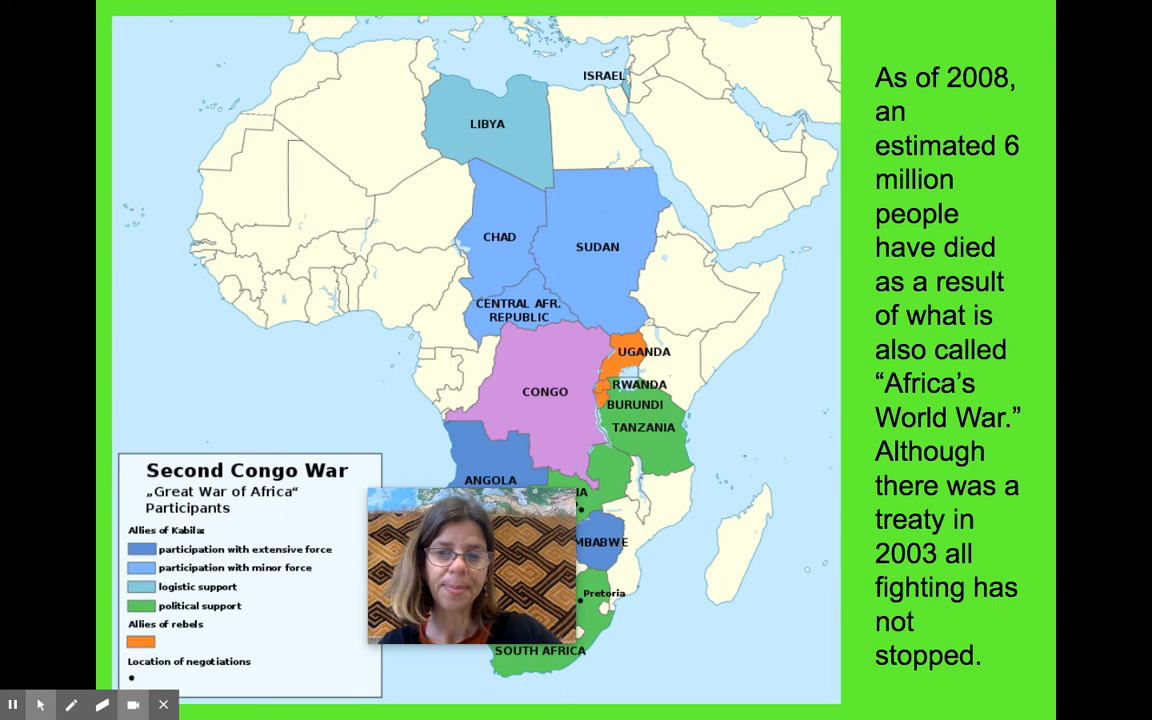 ISRAEL
LIBYA
CHAD
SUDAN
CENTRAL AFR.
REPUBLIC
UGANDA
RWANDA
CONGO
BURUNDI
TANZANIA
ANGOLA
IA
MBABWE
Pretoria
SOUTH AFRICA
Second Congo War
„Great War of Africa“
Participants
Allies of Kabila:
participation with extensive force
participation with minor force
logistic support
political support
Allies of rebels
Location of negotiations
As of 2008,
an
estimated 6
million
people
have died
as a result
of what is
also called
“Africa’s
World War.”
Although
there was a
treaty in
2003 all
fighting has
not
stopped.